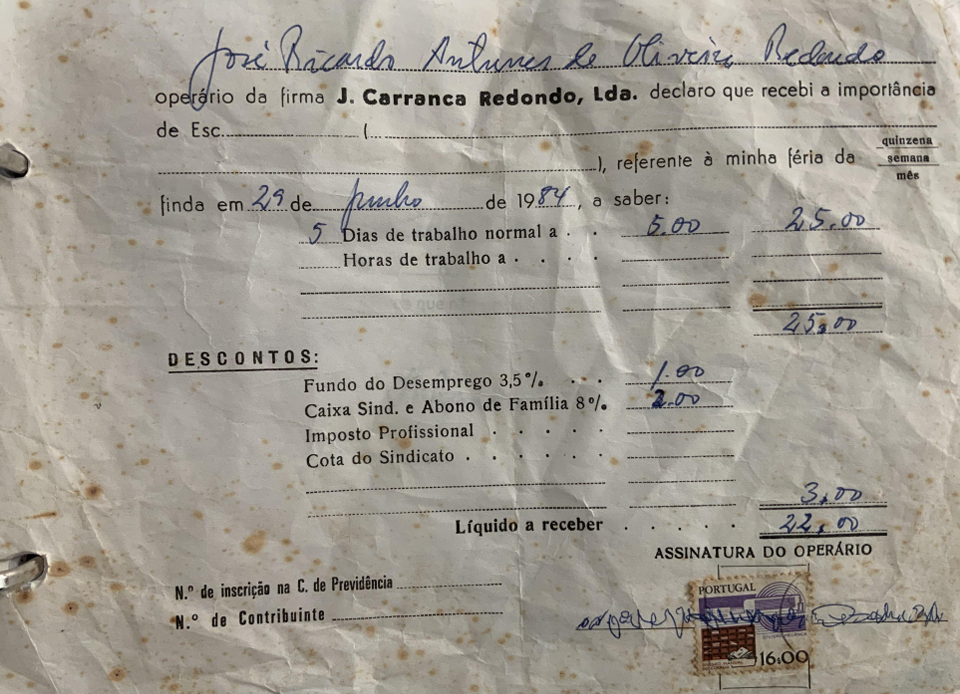 José Ricardo Antunes de Oliveira Redondo
operário da firma J. Carranca Redondo, Lda. declaro que recebi a importância
de Esc. (
), referente à minha féria da quinzena
semana
mês
finda em 29 de Junho de 1984, a saber:
5 Dias de trabalho normal a . . 5.00 25.00
Horas de trabalho a . . . .
25.00
DESCONTOS:
Fundo do Desemprego 3,5% . . . 1.00
Caixa Sind. e Abono de Família 8%. 2.00
Imposto Profissional . . . . .
Cota do Sindicato . . . . . .
3,00
Líquido a receber . . . . . 22,00
ASSINATURA DO OPERÁRIO
N.º de inscrição na C. de Previdência
N.º de Contribuinte
PORTUGAL
16.00